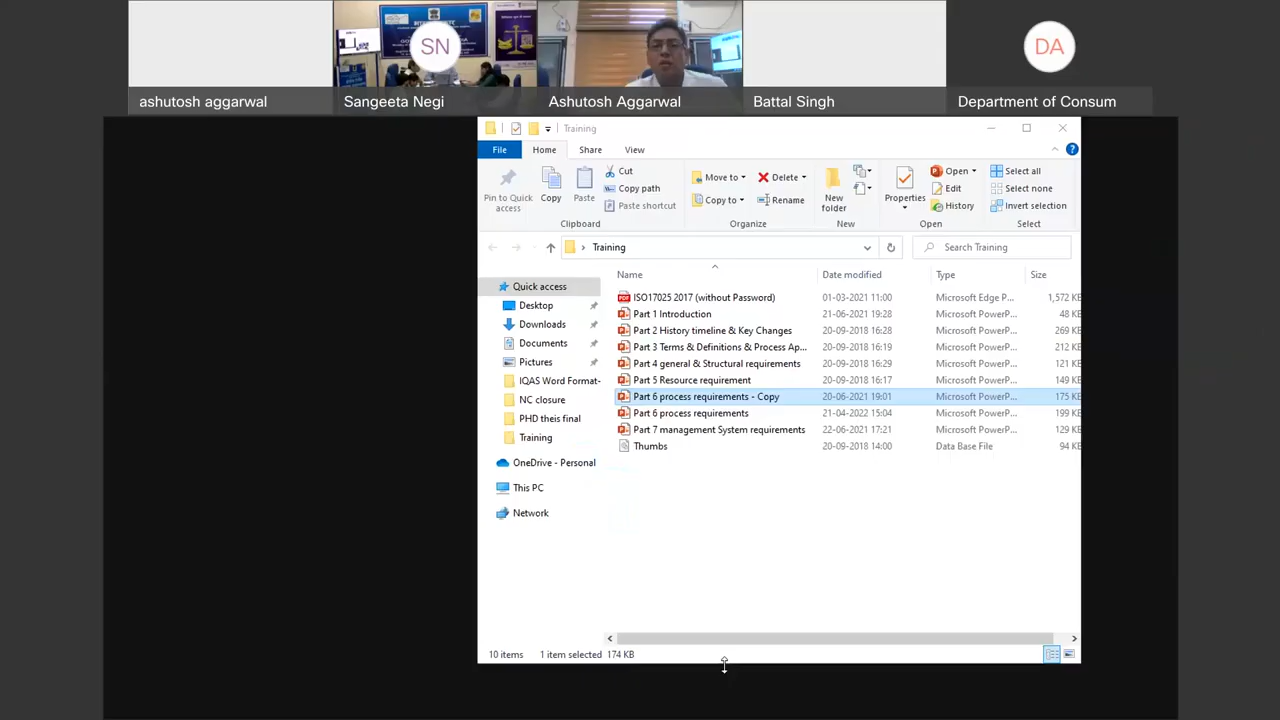 SN
DA
ashutosh aggarwal
Sangeeta Negi
Ashutosh Aggarwal
Battal Singh
Department of Consum
Training
File
Home
Share
View
Pin to Quick access
Copy
Paste
Cut
Copy path
Paste shortcut
Clipboard
Move to
Copy to
Delete
Rename
Organize
New folder
New
Properties
Open
Edit
History
Open
Select all
Select none
Invert selection
Select
Training
Search Training
Name
Date modified
Type
Size
Quick access
Desktop
Downloads
Documents
Pictures
IQAS Word Format-
NC closure
PHD theis final
Training
OneDrive - Personal
This PC
Network
ISO17025 2017 (without Password) 01-03-2021 11:00 Microsoft Edge P... 1,572 KB
Part 1 Introduction 21-06-2021 19:28 Microsoft PowerP... 48 KB
Part 2 History timeline & Key Changes 20-09-2018 16:28 Microsoft PowerP... 269 KB
Part 3 Terms & Definitions & Process Ap... 20-09-2018 16:19 Microsoft PowerP... 212 KB
Part 4 general & Structural requirements 20-09-2018 16:29 Microsoft PowerP... 121 KB
Part 5 Resource requirement 20-09-2018 16:17 Microsoft PowerP... 149 KB
Part 6 process requirements - Copy 20-06-2021 19:01 Microsoft PowerP... 175 KB
Part 6 process requirements 21-04-2022 15:04 Microsoft PowerP... 199 KB
Part 7 management System requirements 22-06-2021 17:21 Microsoft PowerP... 129 KB
Thumbs 20-09-2018 14:00 Data Base File 94 KB
10 items 1 item selected 174 KB